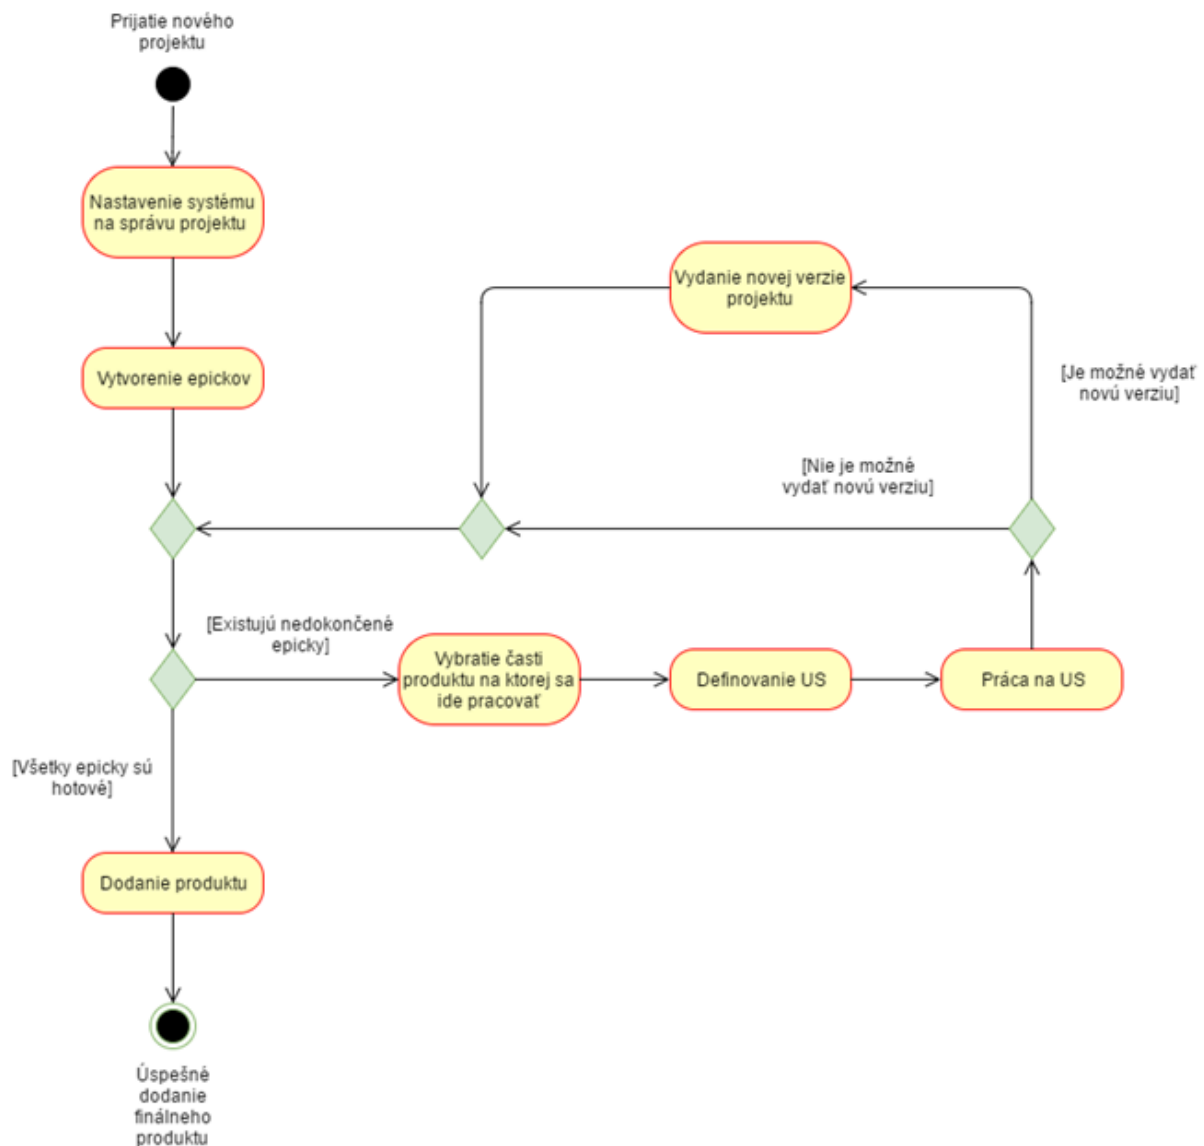 Prijatie nového
projektu
Nastavenie systému
na správu projektu
Vydanie novej verzie
projektu
Vytvorenie epickov
[Je možné vydať
novú verziu]
[Nie je možné
vydať novú verziu]
[Existujú nedokončené
epicky]
Vybratie časti
produktu na ktorej sa
ide pracovať
Definovanie US
Práca na US
[Všetky epicky sú
hotové]
Dodanie produktu
Úspešné
dodanie
finálneho
produktu